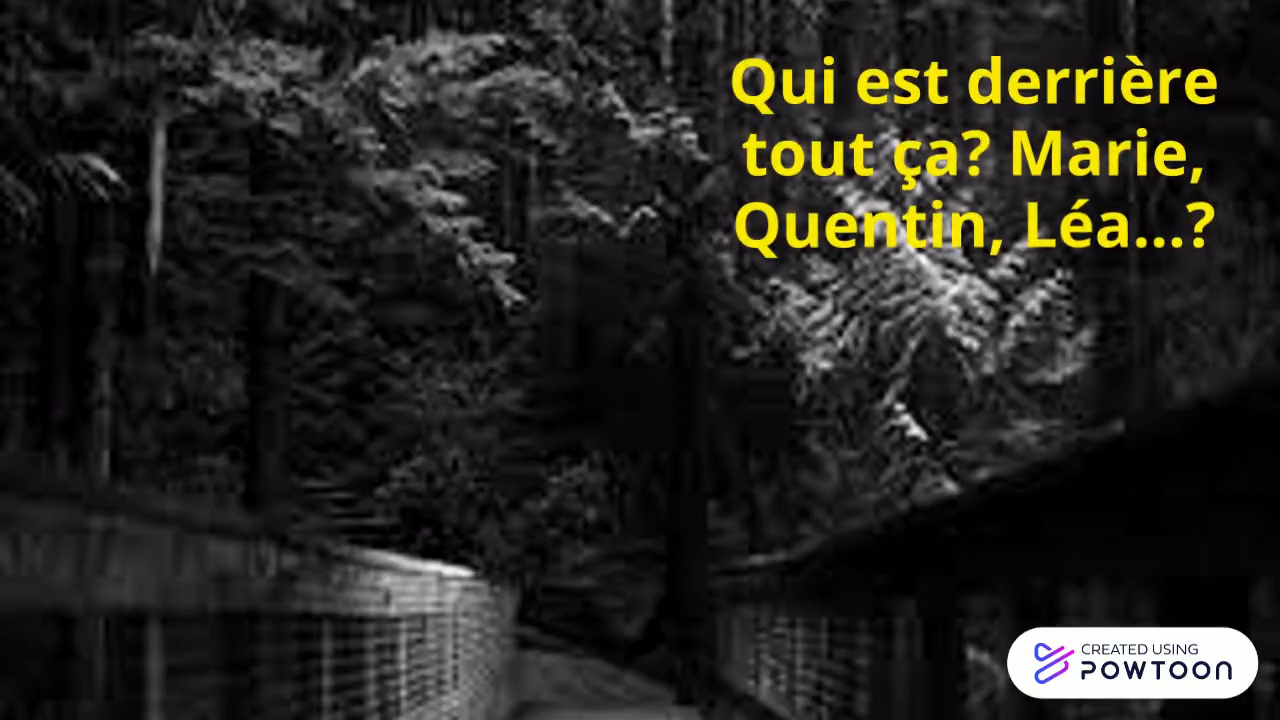 Qui est derrière
tout ça? Marie,
Quentin, Léa...?
CREATED USING
POWTOON